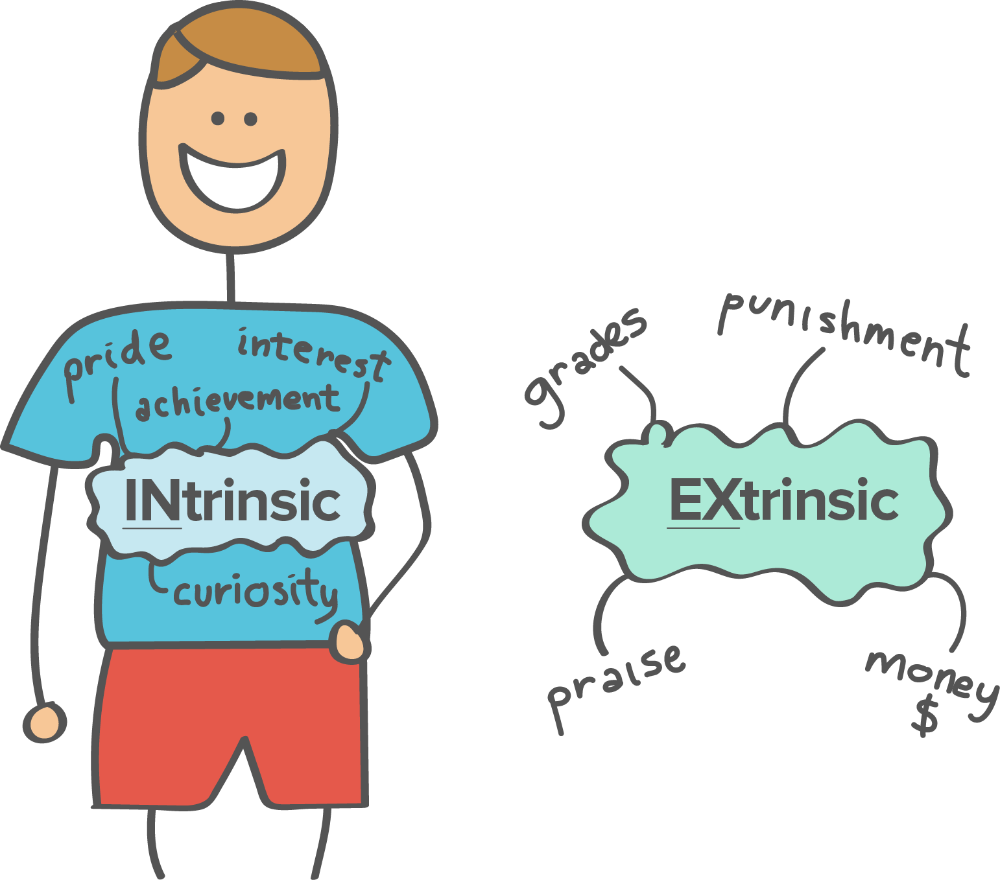 pride
interest
achievement
INtrinsic
curiosity
grades
punishment
EXtrinsic
praise
money
$